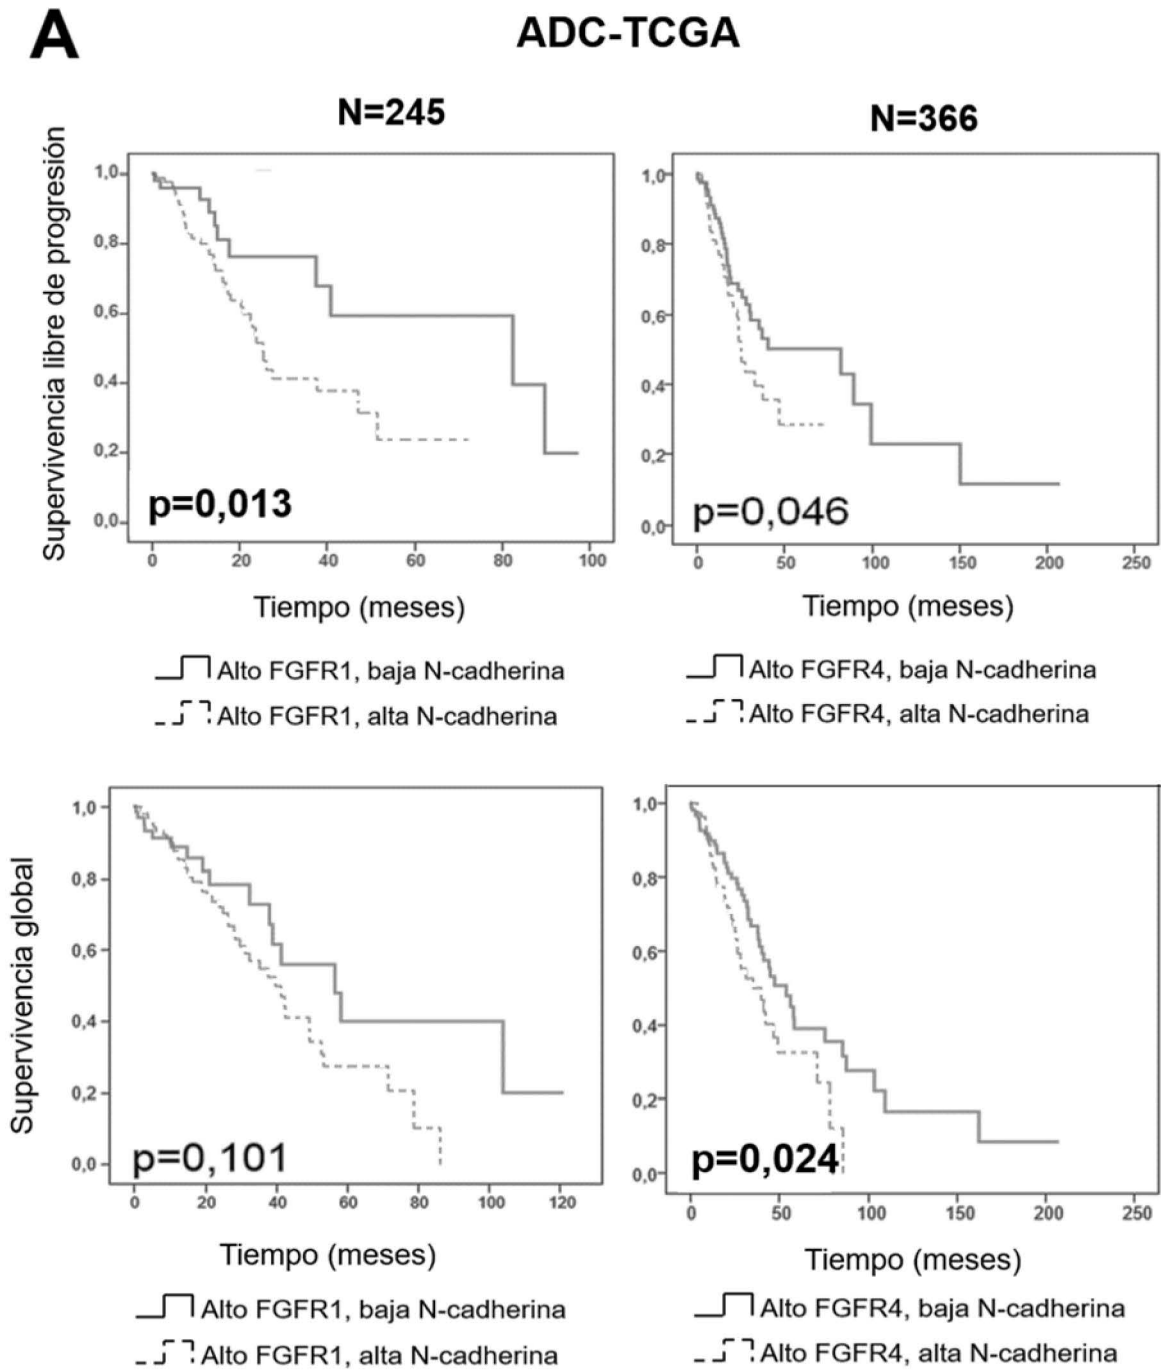 A
ADC-TCGA
N=245
N=366
Supervivencia libre de progresión
1,0
0,8
0,6
0,4
0,2
0,0
p=0,013
0 20 40 60 80 100
Tiempo (meses)
Alto FGFR1, baja N-cadherina
Alto FGFR1, alta N-cadherina
1,0
0,8
0,6
0,4
0,2
0,0
p=0,046
0 50 100 150 200 250
Tiempo (meses)
Alto FGFR4, baja N-cadherina
Alto FGFR4, alta N-cadherina
Supervivencia global
1,0
0,8
0,6
0,4
0,2
0,0
p=0,101
0 20 40 60 80 100 120
Tiempo (meses)
Alto FGFR1, baja N-cadherina
Alto FGFR1, alta N-cadherina
1,0
0,8
0,6
0,4
0,2
0,0
p=0,024
0 50 100 150 200 250
Tiempo (meses)
Alto FGFR4, baja N-cadherina
Alto FGFR4, alta N-cadherina